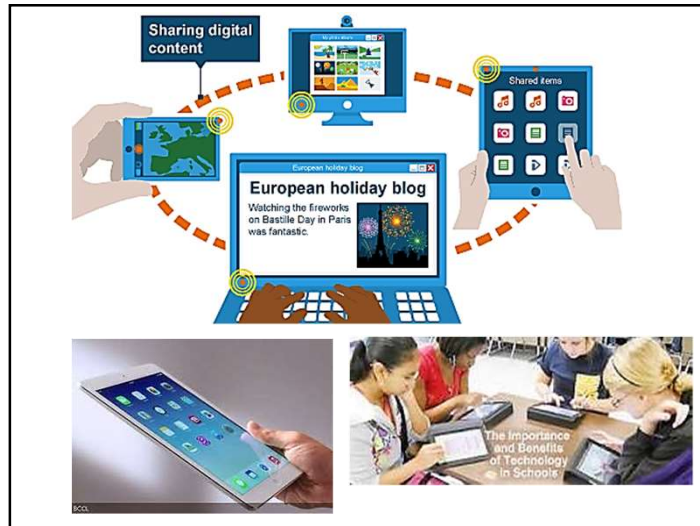 Sharing digital
content
Shared items
European holiday blog
European holiday blog
Watching the fireworks
on Bastille Day in Paris
was fantastic.
The Importance
and Benefits
of Technology
in Schools
BCCL